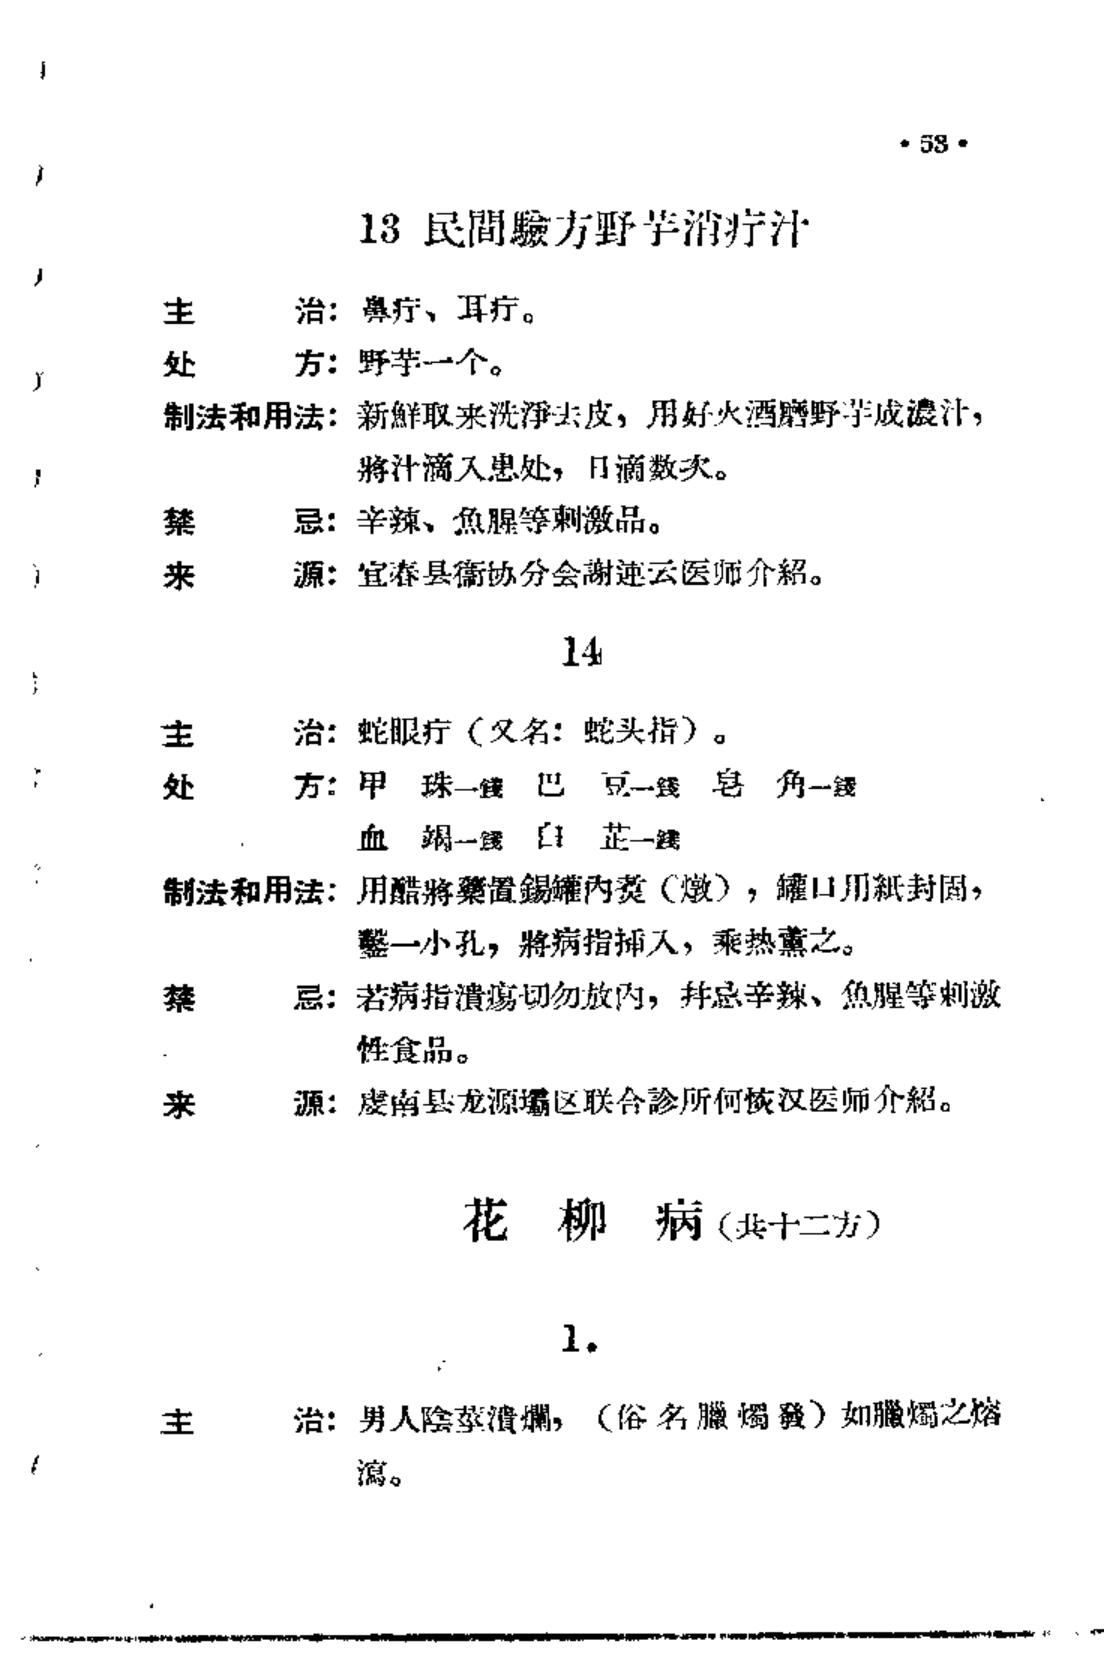 • 53 •
13 民間驗方野芋消疔汁
主　　治：鼻疔、耳疔。
处　　方：野芋一个。
制法和用法：新鮮取来洗淨去皮，用好火酒磨野芋成濃汁，
將汁滴入患处，日滴数次。
禁　　忌：辛辣、魚腥等刺激品。
来　　源：宜春县衞协分会謝連云医师介紹。
14
主　　治：蛇眼疔（又名：蛇头指）。
处　　方：甲　珠一錢　巴　豆一錢　皂　角一錢
血　竭一錢　白　芷一錢
制法和用法：用醋將藥置錫罐內煲（燉），罐口用紙封固，
鑿一小孔，將病指揷入，乘热薰之。
禁　　忌：若病指潰瘍切勿放內，幷忌辛辣、魚腥等刺激
性食品。
来　　源：虔南县龙源壩区联合診所何恢汉医师介紹。
花　柳　病（共十二方）
1.
主　　治：男人陰莖潰爛，（俗名臘燭發）如臘燭之熔
瀉。